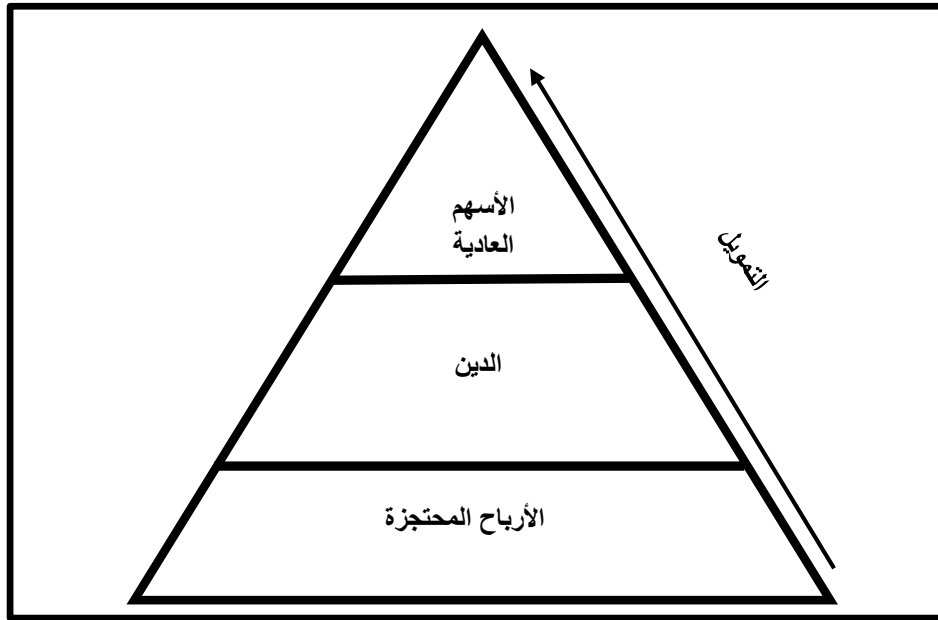 الأسهم
العادية
التمويل
الدين
الأرباح المحتجزة